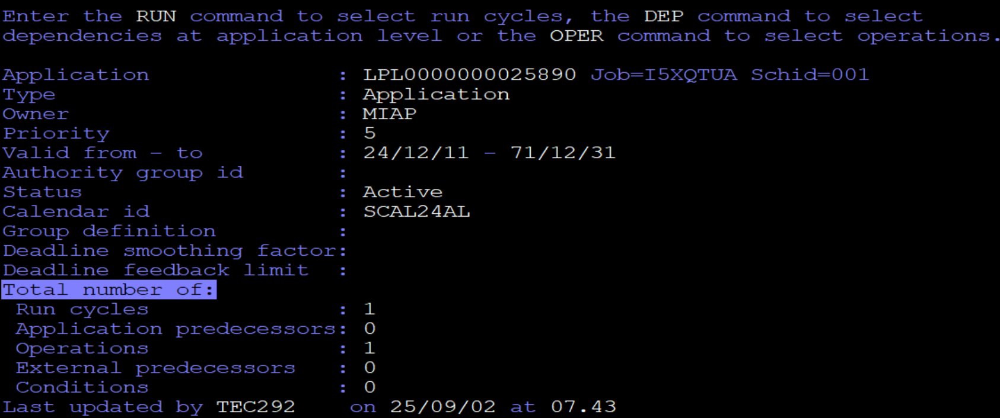 Enter the RUN command to select run cycles, the DEP command to select
dependencies at application level or the OPER command to select operations.
Application : LPL0000000025890 Job=I5XQTUA Schid=001
Type : Application
Owner : MIAP
Priority : 5
Valid from - to : 24/12/11 - 71/12/31
Authority group id :
Status : Active
Calendar id : SCAL24AL
Group definition :
Deadline smoothing factor:
Deadline feedback limit :
Total number of:
Run cycles : 1
Application predecessors: 0
Operations : 1
External predecessors : 0
Conditions : 0
Last updated by TEC292 on 25/09/02 at 07.43